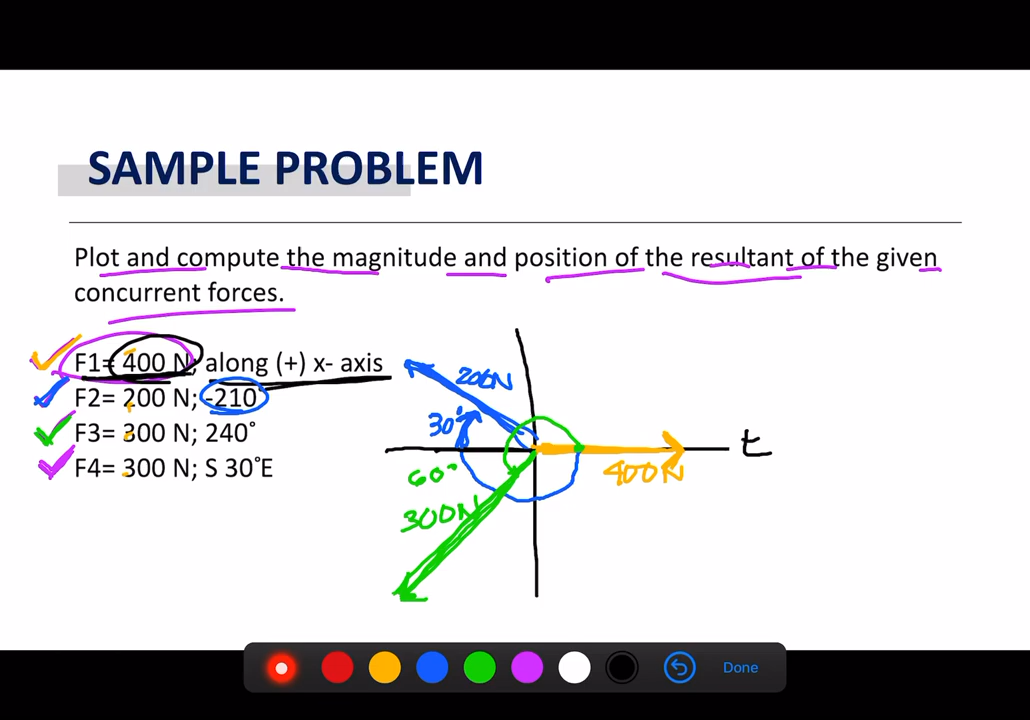 SAMPLE PROBLEM
Plot and compute the magnitude and position of the resultant of the given
concurrent forces.
F1= 400 N; along (+) x- axis
F2= 200 N; -210°
F3= 300 N; 240°
F4= 300 N; S 30°E
200N
30°
t
400N
60°
300N
Done